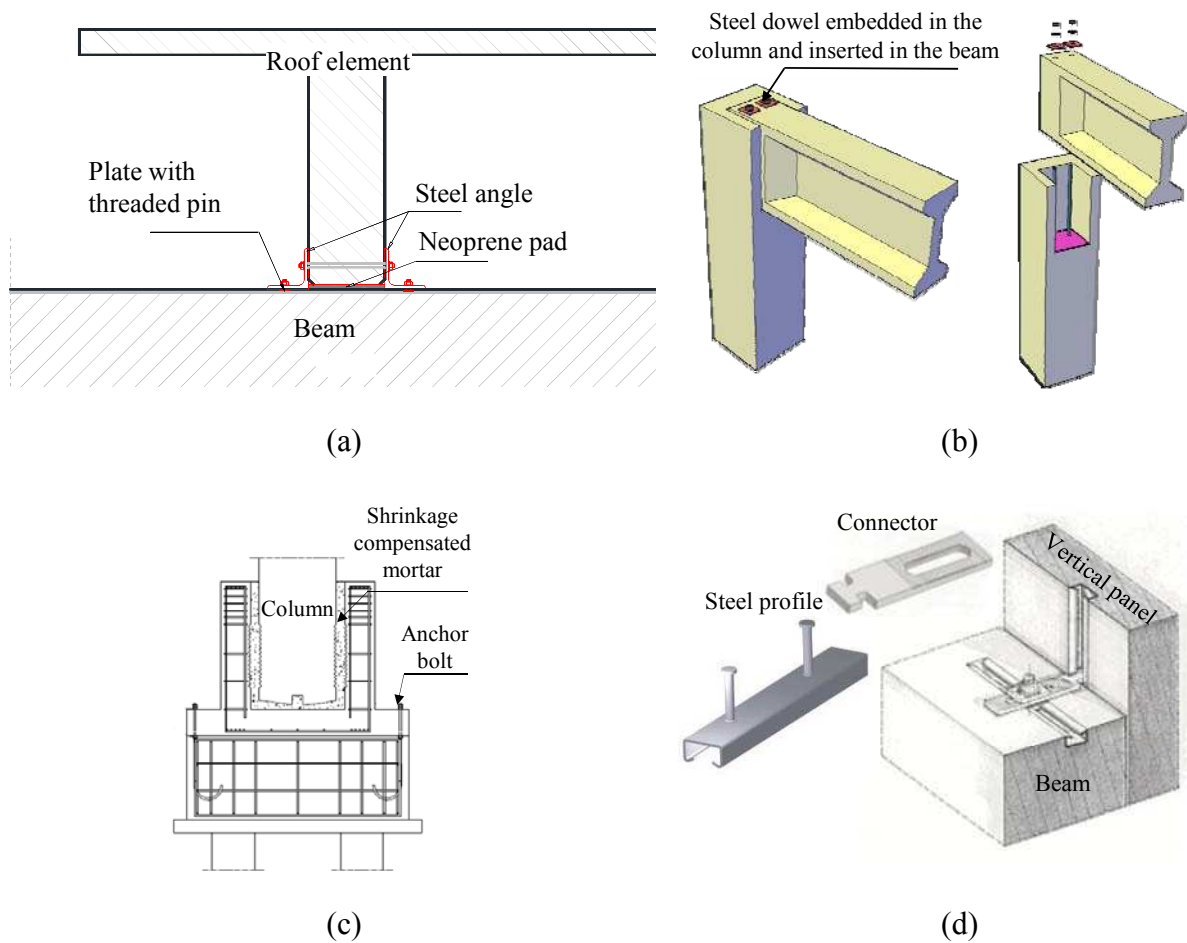 Roof element
Plate with
threaded pin
Steel angle
Neoprene pad
Beam
(a)
Steel dowel embedded in the
column and inserted in the beam
(b)
Shrinkage
compensated
mortar
Column
Anchor
bolt
(c)
Connector
Steel profile
Vertical panel
Beam
(d)